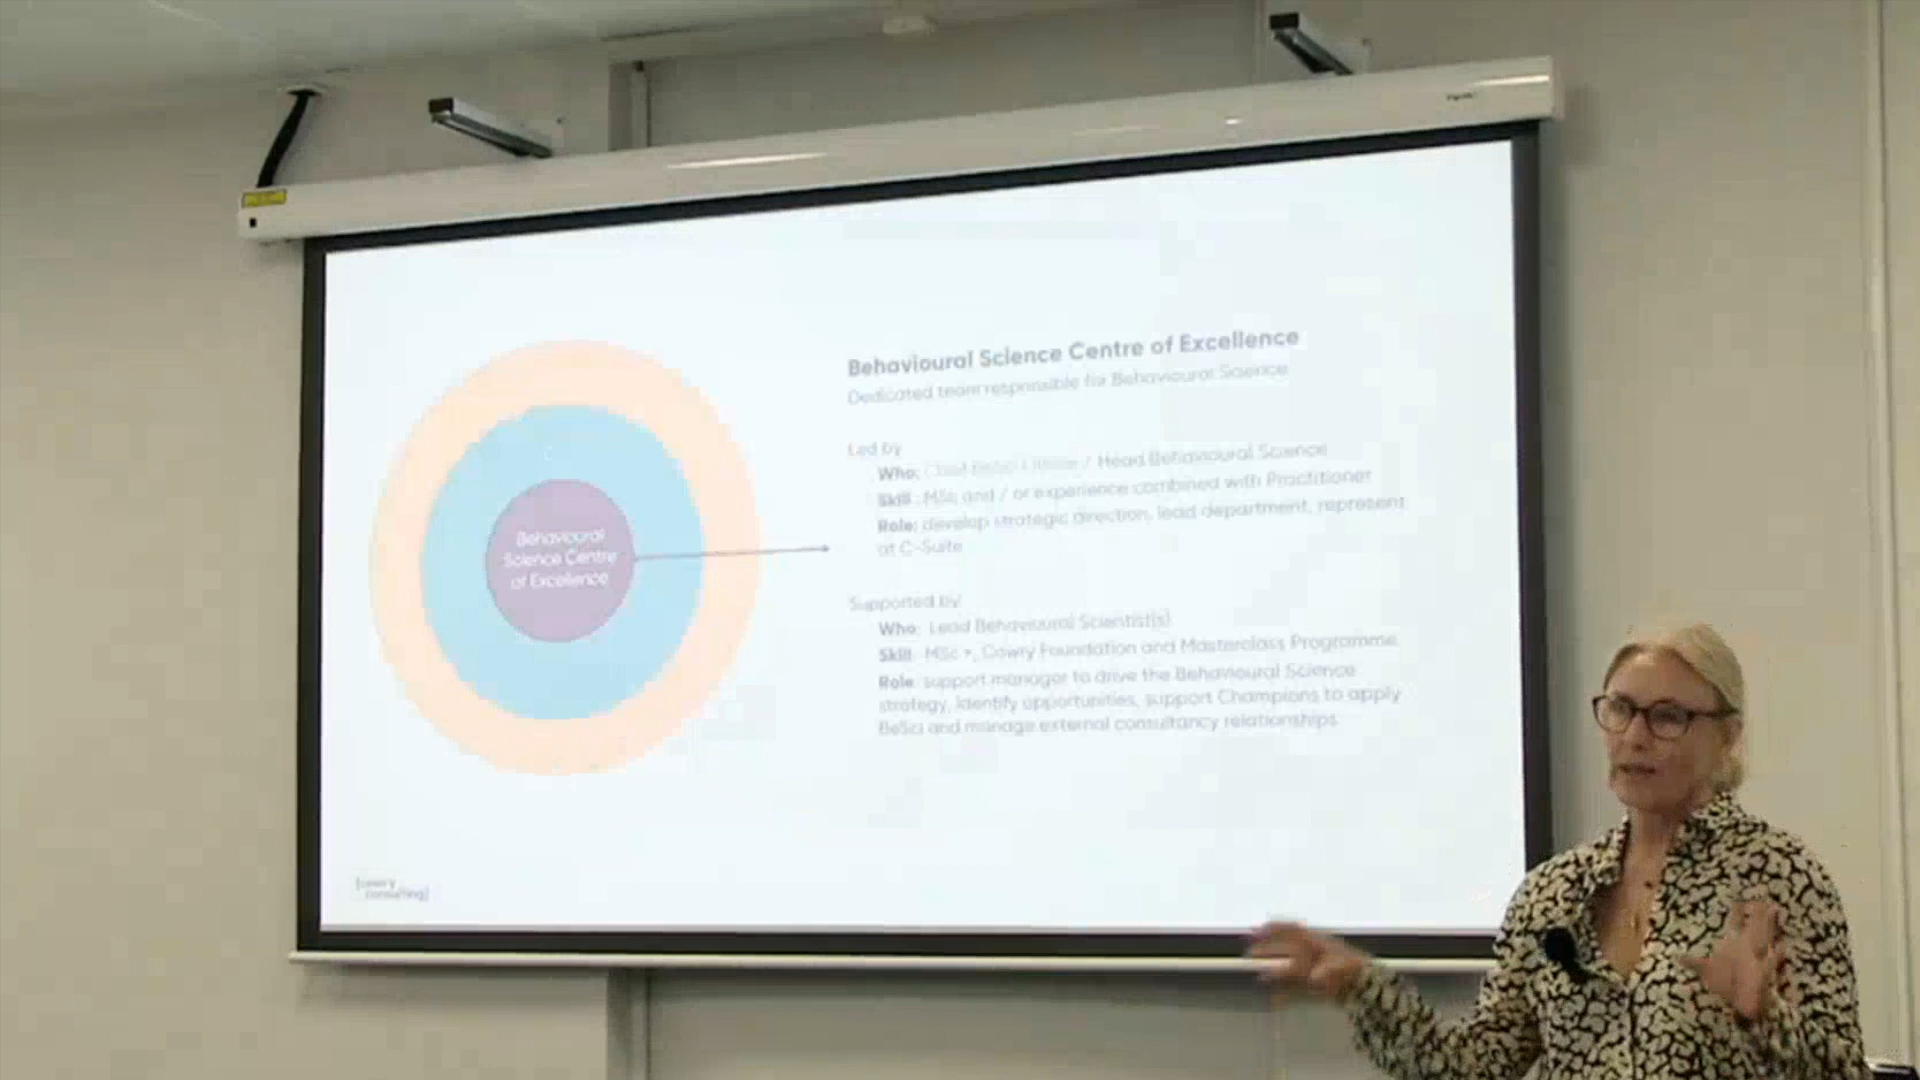 Behavioural Science Centre of Excellence
Dedicated team responsible for Behavioural Science
Led by
Who: / Head Behavioural Science
Skill: MSc and / or experience combined with Practitioner
Role: develop strategic direction, lead department, represent
at C-Suite
Behavioural
Science Centre
of Excellence
Supported by
Who: Lead Behavioural Scientist(s)
Skill: MSc +, Cowry Foundation and Masterclass Programme
Role: support manager to drive the Behavioural Science
strategy, identify opportunities, support Champions to apply
BeSci and manage external consultancy relationships
[cowry
consulting]